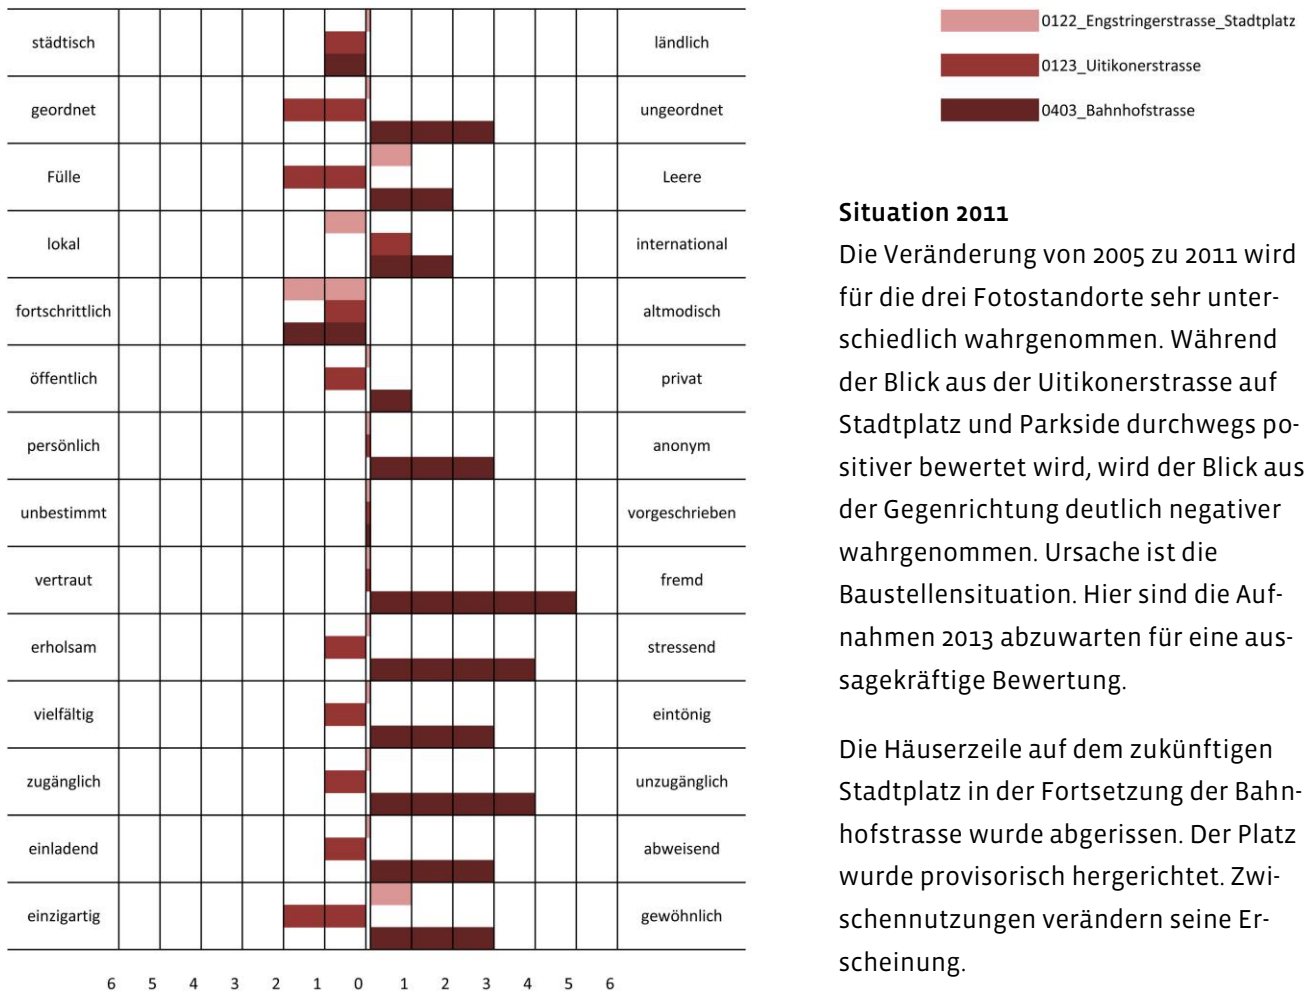 städtisch ländlich
geordnet ungeordnet
Fülle Leere
lokal international
fortschrittlich altmodisch
öffentlich privat
persönlich anonym
unbestimmt vorgeschrieben
vertraut fremd
erholsam stressend
vielfältig eintönig
zugänglich unzugänglich
einladend abweisend
einzigartig gewöhnlich
6 5 4 3 2 1 0 1 2 3 4 5 6
0122_Engstringerstrasse_Stadtplatz
0123_Uitikonerstrasse
0403_Bahnhofstrasse
Situation 2011
Die Veränderung von 2005 zu 2011 wird
für die drei Fotostandorte sehr unter-
schiedlich wahrgenommen. Während
der Blick aus der Uitikonerstrasse auf
Stadtplatz und Parkside durchwegs po-
sitiver bewertet wird, wird der Blick aus
der Gegenrichtung deutlich negativer
wahrgenommen. Ursache ist die
Baustellensituation. Hier sind die Auf-
nahmen 2013 abzuwarten für eine aus-
sagekräftige Bewertung.
Die Häuserzeile auf dem zukünftigen
Stadtplatz in der Fortsetzung der Bahn-
hofstrasse wurde abgerissen. Der Platz
wurde provisorisch hergerichtet. Zwi-
schennutzungen verändern seine Er-
scheinung.